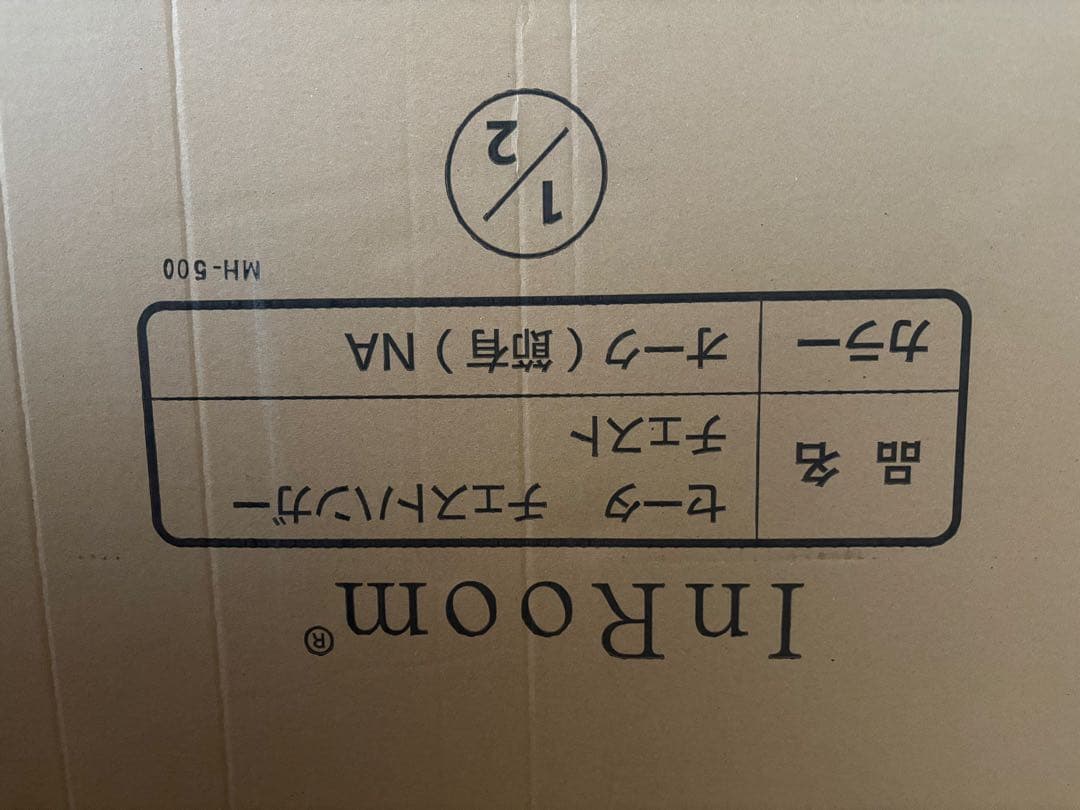 InRoom®
品名 セータ チェストハンガー
チェスト
カラー オーク(節有)NA
MH-500
1/2